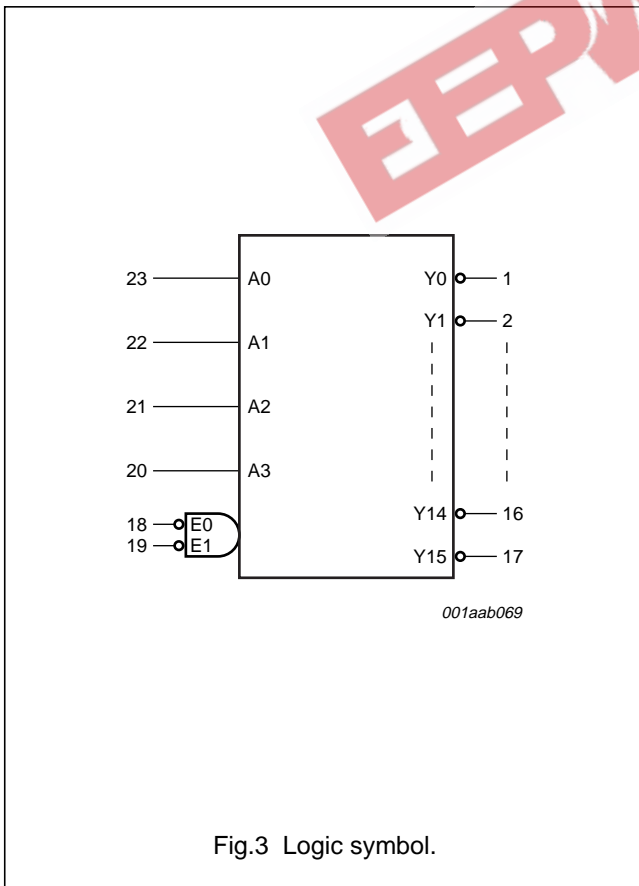 EEPW
23 A0 Y0 1
Y1 2
22 A1
21 A2
20 A3
Y14 16
18 E0
19 E1
Y15 17
001aab069
Fig.3 Logic symbol.